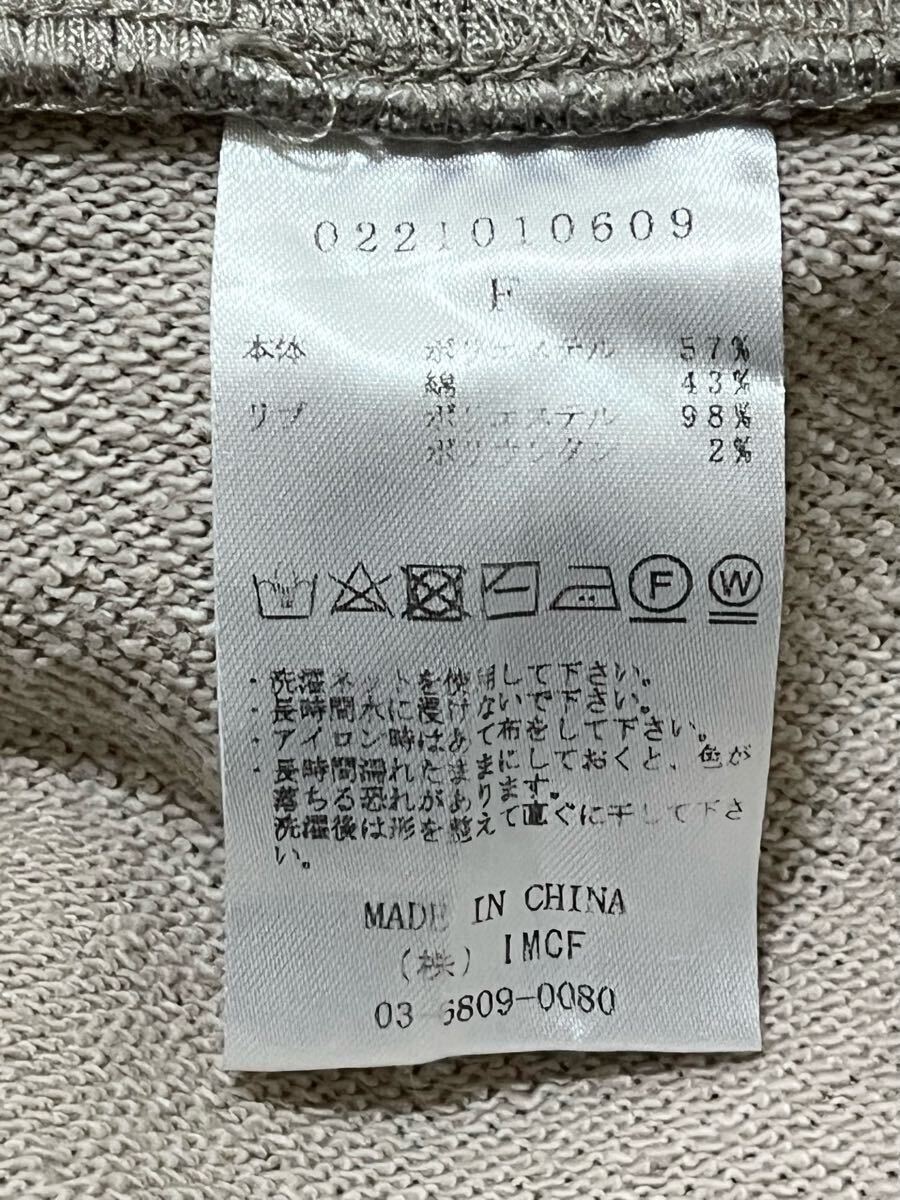 0221010609
F
本体 ポリエステル 57%
綿 43%
リブ ポリエステル 98%
ポリウレタン 2%
F W
・洗濯ネットを使用して下さい。
・長時間水に浸けないで下さい。
・アイロン時はあて布をして下さい。
・長時間濡れたままにしておくと、色が
落ちる恐れがあります。
洗濯後は形を整えて直ぐに干して下さ
い。
MADE IN CHINA
(株) IMCF
03-6809-0080